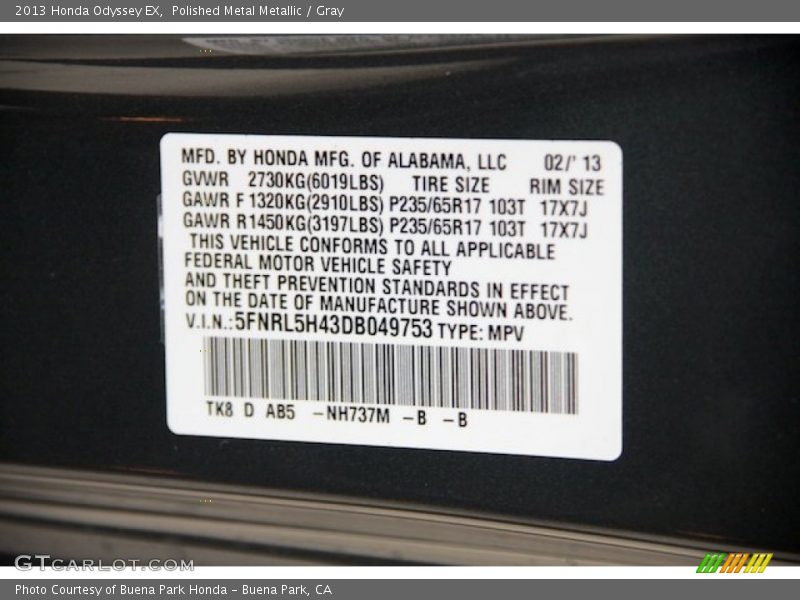 2013 Honda Odyssey EX, Polished Metal Metallic / Gray
MFD. BY HONDA MFG. OF ALABAMA, LLC 02/' 13
GVWR 2730KG(6019LBS) TIRE SIZE RIM SIZE
GAWR F 1320KG(2910LBS) P235/65R17 103T 17X7J
GAWR R1450KG(3197LBS) P235/65R17 103T 17X7J
THIS VEHICLE CONFORMS TO ALL APPLICABLE
FEDERAL MOTOR VEHICLE SAFETY
AND THEFT PREVENTION STANDARDS IN EFFECT
ON THE DATE OF MANUFACTURE SHOWN ABOVE.
V.I.N.:5FNRL5H43DB049753 TYPE: MPV
TK8 D AB5 -NH737M -B -B
GTCARLOT.COM
Photo Courtesy of Buena Park Honda - Buena Park, CA